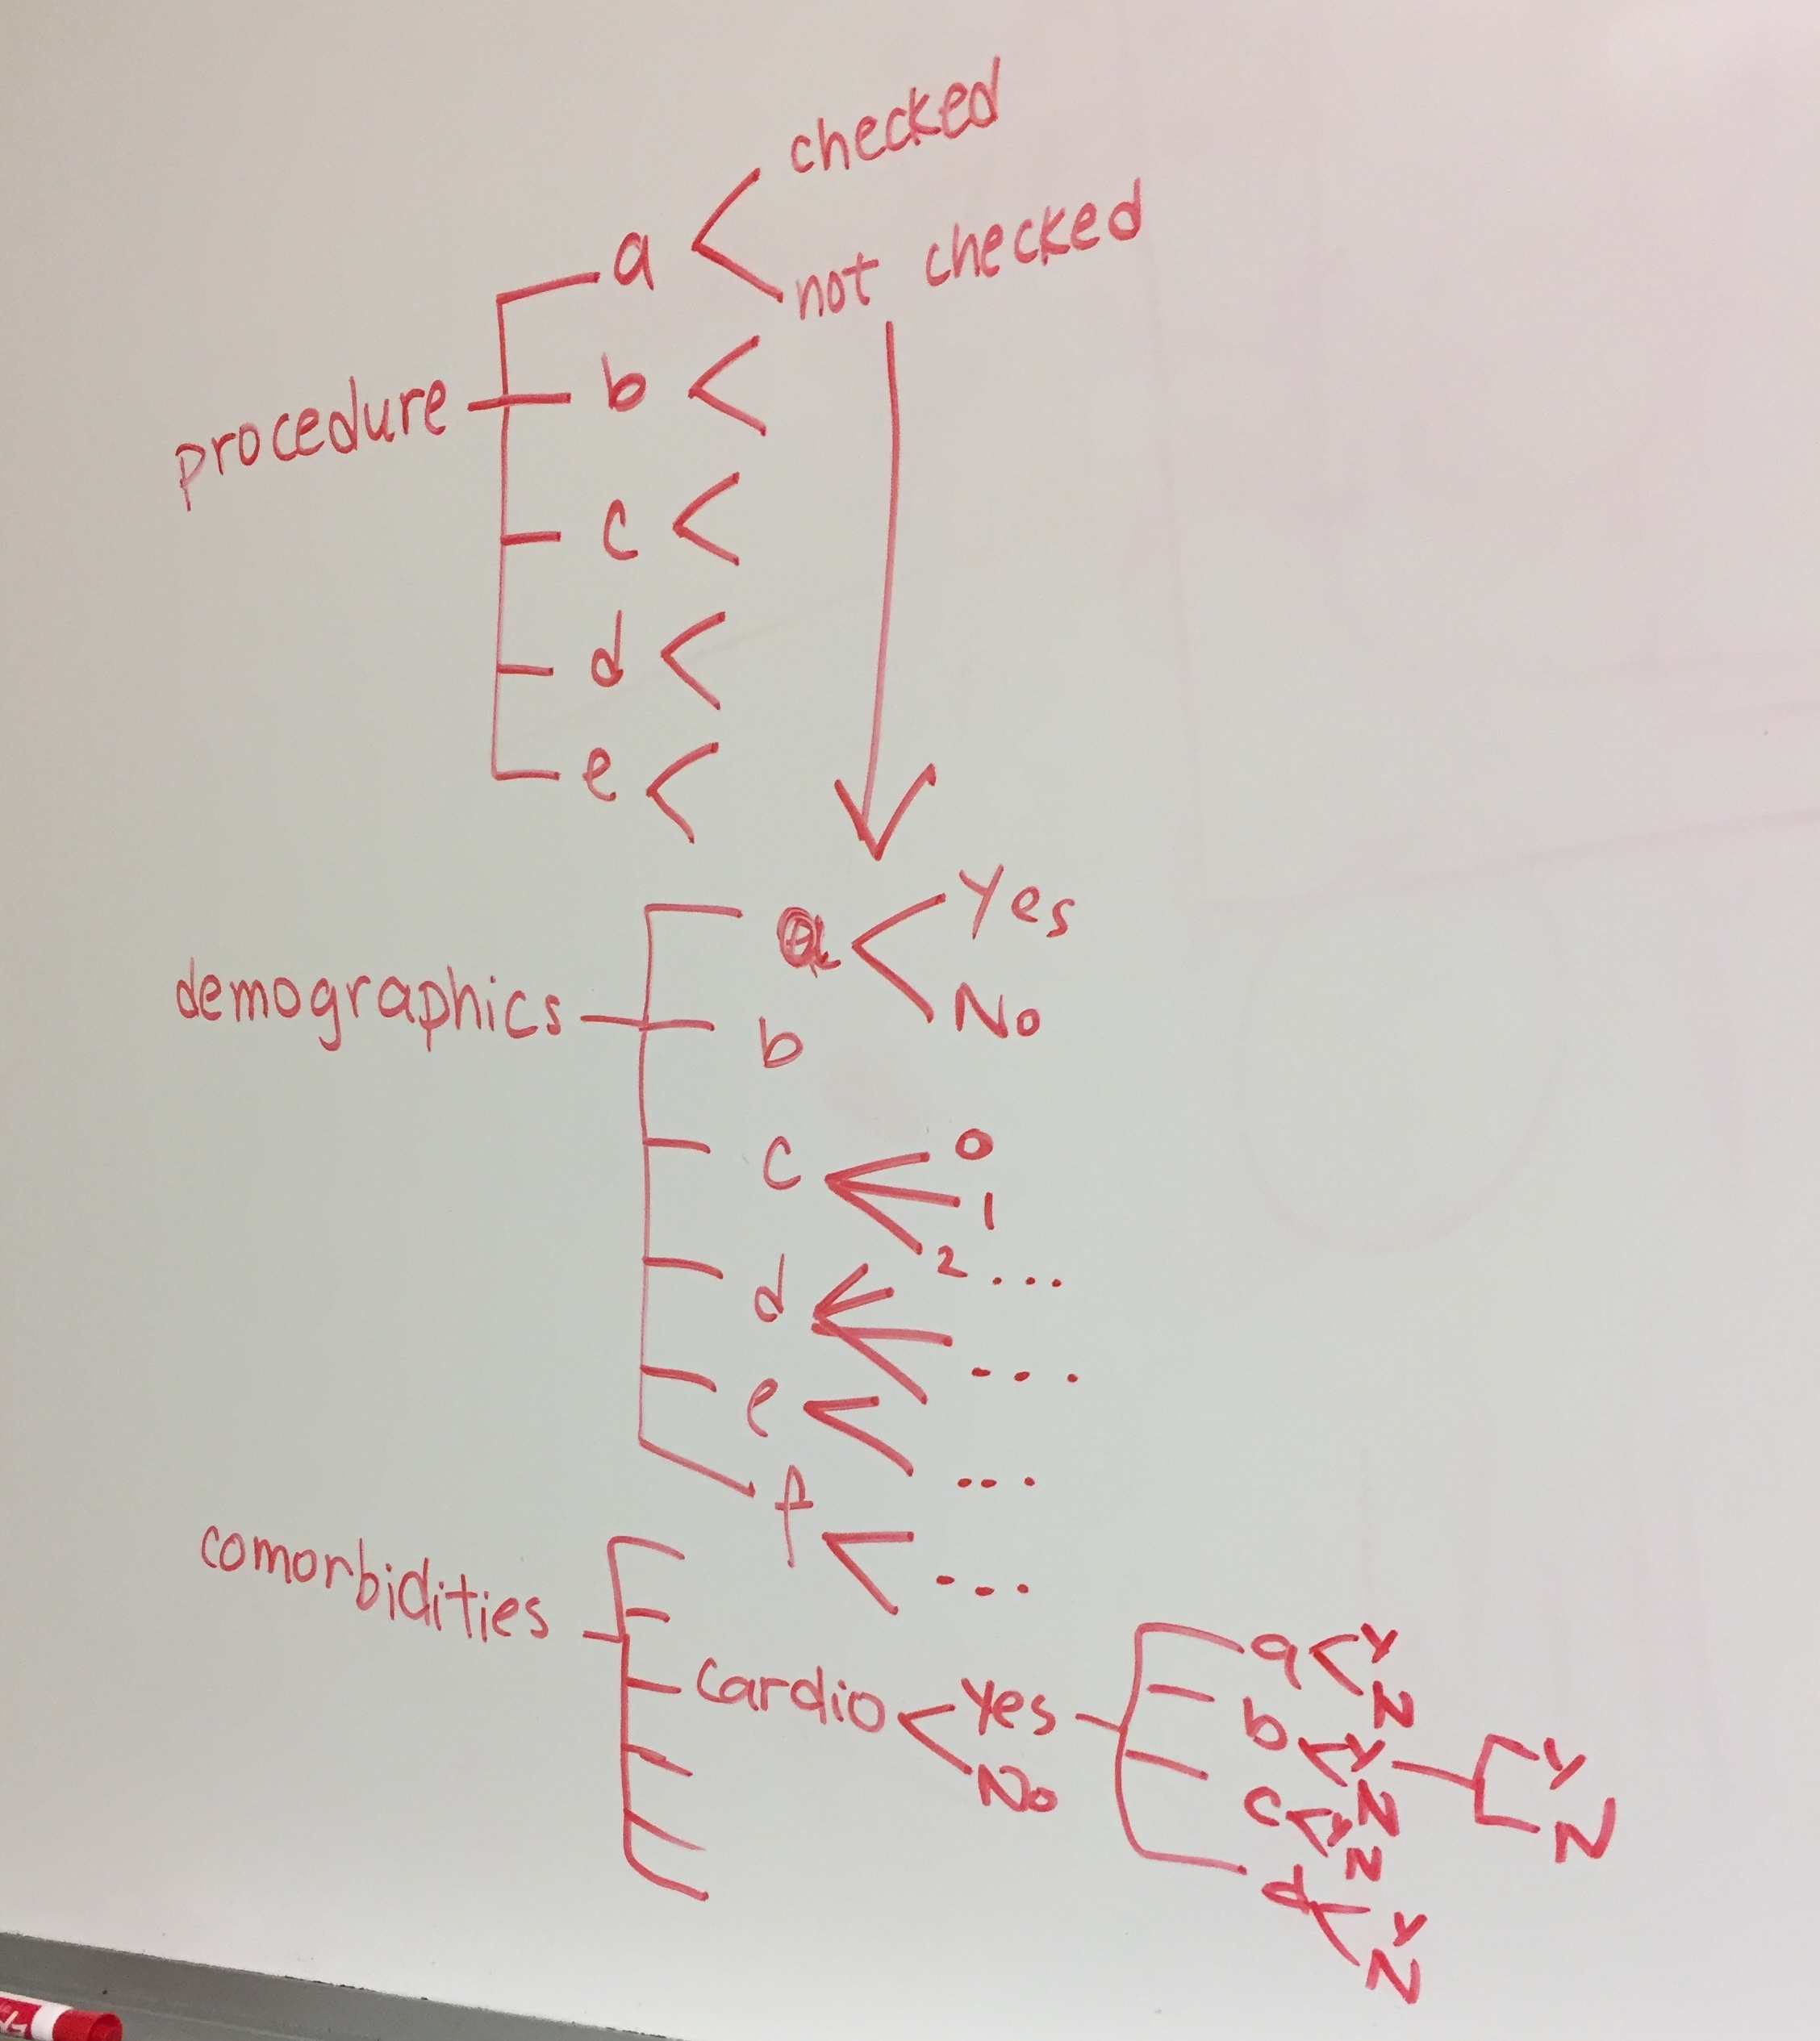 checked
a
not checked
b
procedure
c
d
e
Yes
a
demographics
No
b
0
c
1
2...
d
...
e
...
f
...
comorbidities
a Y
N
Cardio Yes
b Y Y
No
c N N
Y
N
d
Y
N